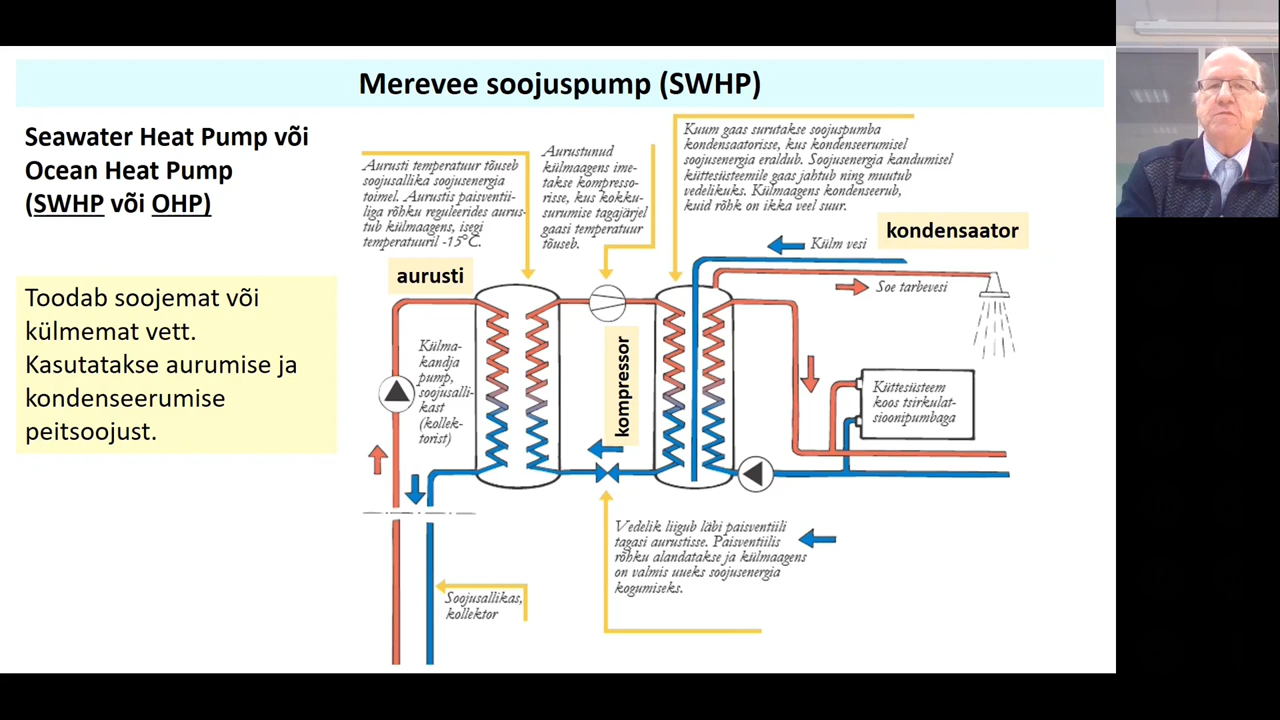 Merevee soojuspump (SWHP)
Seawater Heat Pump või
Ocean Heat Pump
(SWHP või OHP)
Toodab soojemat või
külmemat vett.
Kasutatakse aurumise ja
kondenseerumise
peitsoojust.
Aurusti temperatuur tõuseb
soojusallika soojusenergia
toimel. Aurustis paisventii-
liga rõhku reguleerides aurus-
tub külmaagens, isegi
temperatuuril -15°C.
Aurustunud
külmaagens ime-
takse kompresso-
risse, kus kokku-
surumise tagajärjel
gaasi temperatuur
tõuseb.
Kuum gaas surutakse soojuspumba
kondensaatorisse, kus kondenseerumisel
soojusenergia eraldub. Soojusenergia kandumisel
küttesüsteemile gaas jahtub ning muutub
vedelikuks. Külmaagens kondenseerub,
kuid rõhk on ikka veel suur.
kondensaator
Külm vesi
aurusti
Soe tarbevesi
Külma-
kandja
pump,
soojusalli-
kast
(kollek-
torist)
kompressor
Küttesüsteem
koos tsirkulat-
sioonipumbaga
Vedelik liigub läbi paisventiili
tagasi aurustisse. Paisventiilis
rõhku alandatakse ja külmaagens
on valmis uueks soojusenergia
kogumiseks.
Soojusallikas,
kollektor